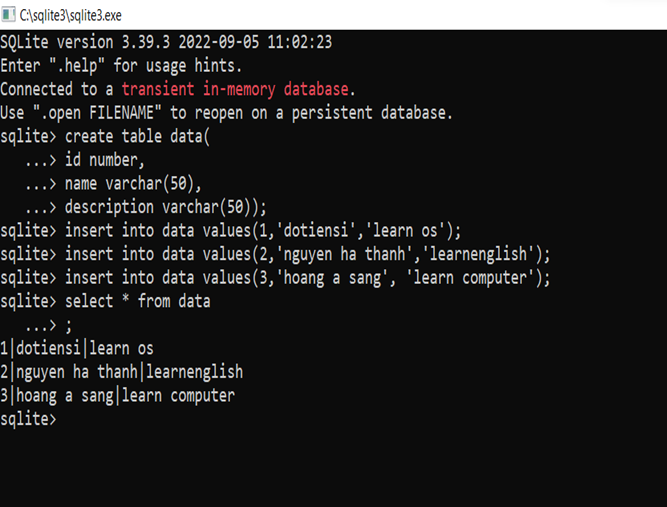 C:\sqlite3\sqlite3.exe
SQLite version 3.39.3 2022-09-05 11:02:23
Enter ".help" for usage hints.
Connected to a transient in-memory database.
Use ".open FILENAME" to reopen on a persistent database.
sqlite> create table data(
   ...> id number,
   ...> name varchar(50),
   ...> description varchar(50));
sqlite> insert into data values(1,'dotiensi','learn os');
sqlite> insert into data values(2,'nguyen ha thanh','learnenglish');
sqlite> insert into data values(3,'hoang a sang', 'learn computer');
sqlite> select * from data
   ...> ;
1|dotiensi|learn os
2|nguyen ha thanh|learnenglish
3|hoang a sang|learn computer
sqlite>